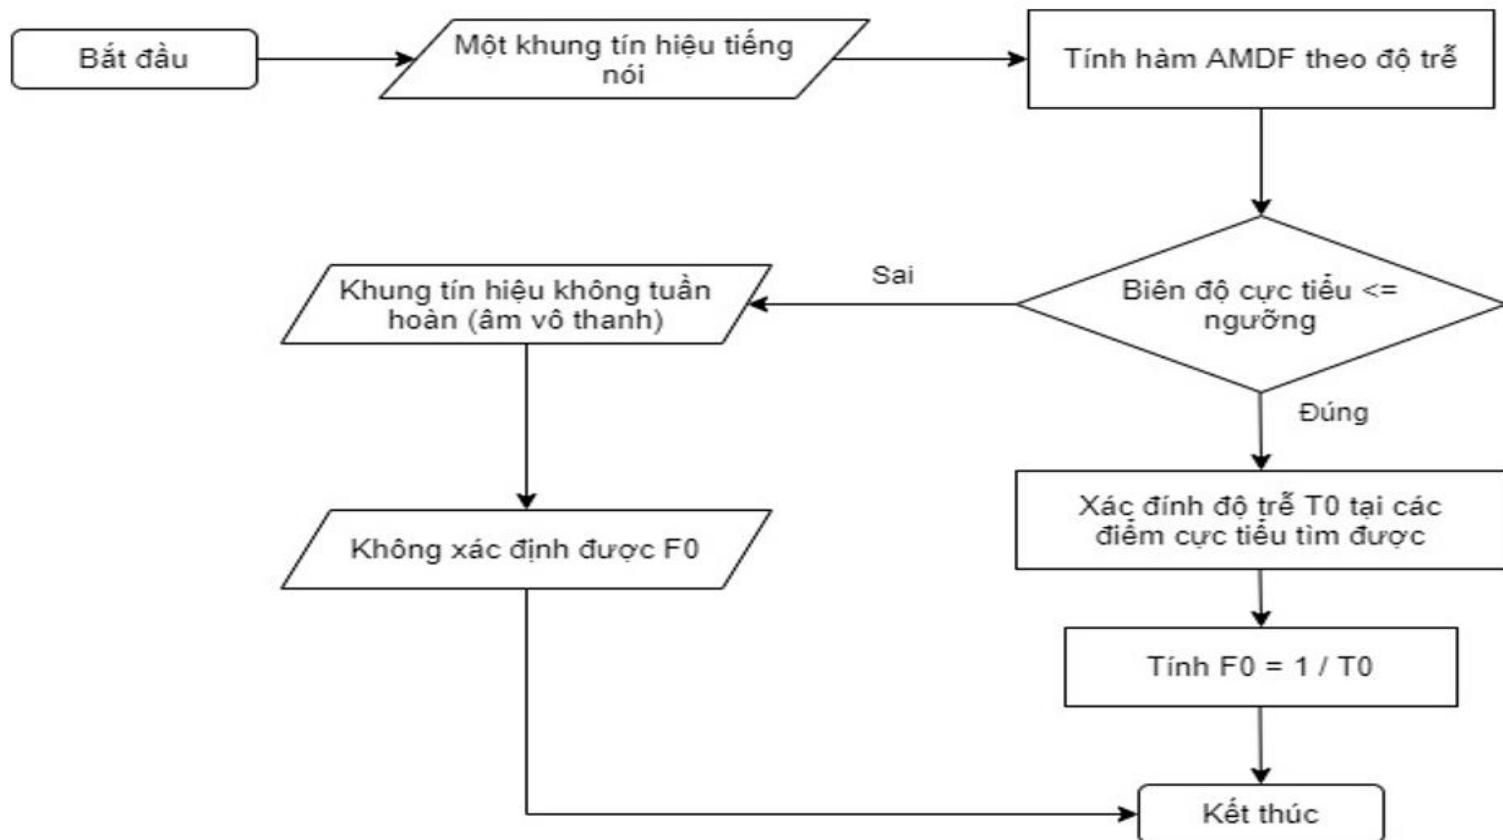 Bắt đầu
Một khung tín hiệu tiếng
nói
Tính hàm AMDF theo độ trễ
Biên độ cực tiểu <=
ngưỡng
Sai
Khung tín hiệu không tuần
hoàn (âm vô thanh)
Không xác định được F0
Đúng
Xác đính độ trễ T0 tại các
điểm cực tiểu tìm được
Tính F0 = 1 / T0
Kết thúc